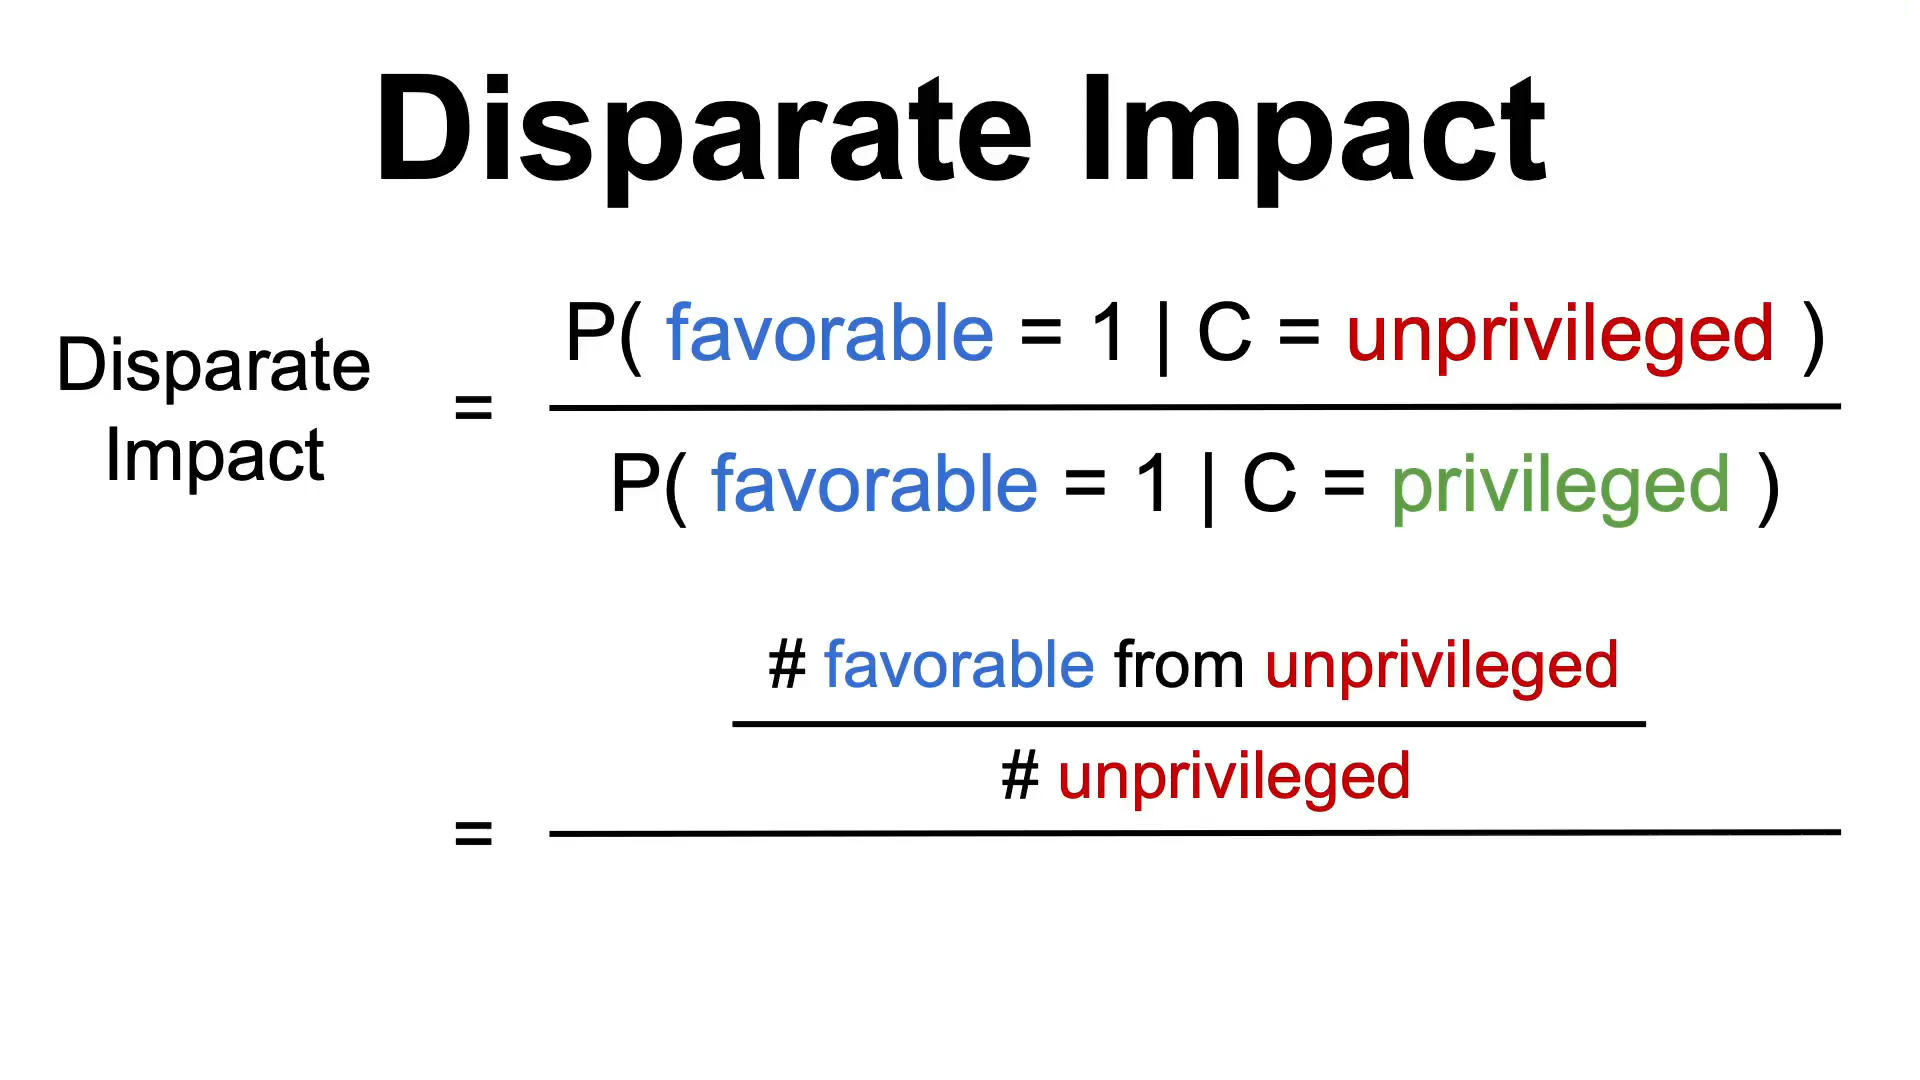 Disparate Impact
Disparate
Impact
=
P( favorable = 1 | C = unprivileged )
P( favorable = 1 | C = privileged )
=
# favorable from unprivileged
# unprivileged